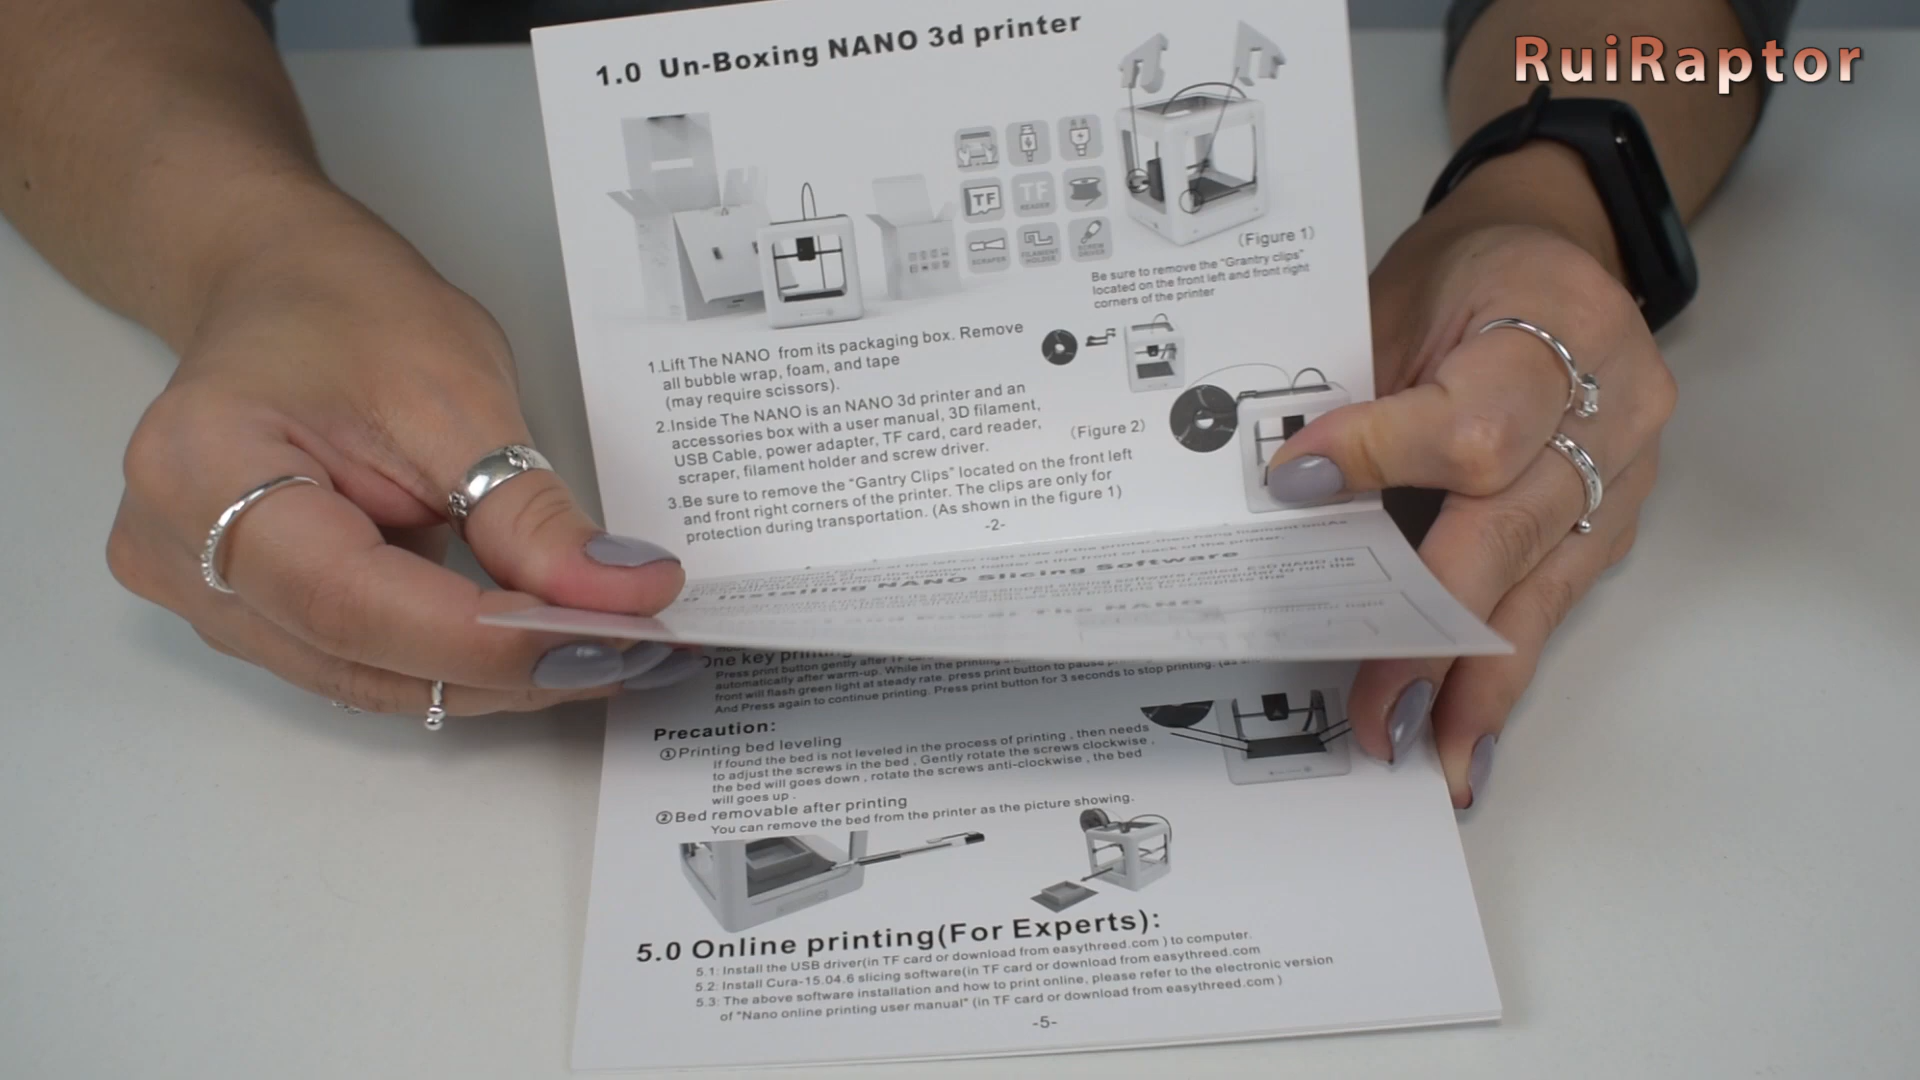 RuiRaptor
1.0 Un-Boxing NANO 3d printer
TF
TF
READER
SCRAPER
FILAMENT
HOLDER
SCREW
DRIVER
(Figure 1)
Be sure to remove the "Grantry clips"
located on the front left and front right
corners of the printer
1.Lift The NANO from its packaging box. Remove
all bubble wrap, foam, and tape
(may require scissors).
2.Inside The NANO is an NANO 3d printer and an
accessories box with a user manual, 3D filament,
USB Cable, power adapter, TF card, card reader,
scraper, filament holder and screw driver.
(Figure 2)
3.Be sure to remove the "Gantry Clips" located on the front left
and front right corners of the printer. The clips are only for
protection during transportation. (As shown in the figure 1)
-2-
Installing NANO Slicing Software
One key printing
Press print button gently after TF
automatically after warm-up. While in the printing press print button to pause
front will flash green light at steady rate. press print button to stop printing.
And Press again to continue printing. Press print button for 3 seconds to stop printing.
Precaution:
①Printing bed leveling
If found the bed is not leveled in the process of printing , then needs
to adjust the screws in the bed , Gently rotate the screws clockwise ,
the bed will goes down , rotate the screws anti-clockwise , the bed
will goes up .
②Bed removable after printing
You can remove the bed from the printer as the picture showing.
5.0 Online printing(For Experts):
5.1: Install the USB driver(in TF card or download from easythreed.com ) to computer.
5.2: Install Cura-15.04.6 slicing software(in TF card or download from easythreed.com
5.3: The above software installation and how to print online, please refer to the electronic version
of "Nano online printing user manual" (in TF card or download from easythreed.com )
-5-